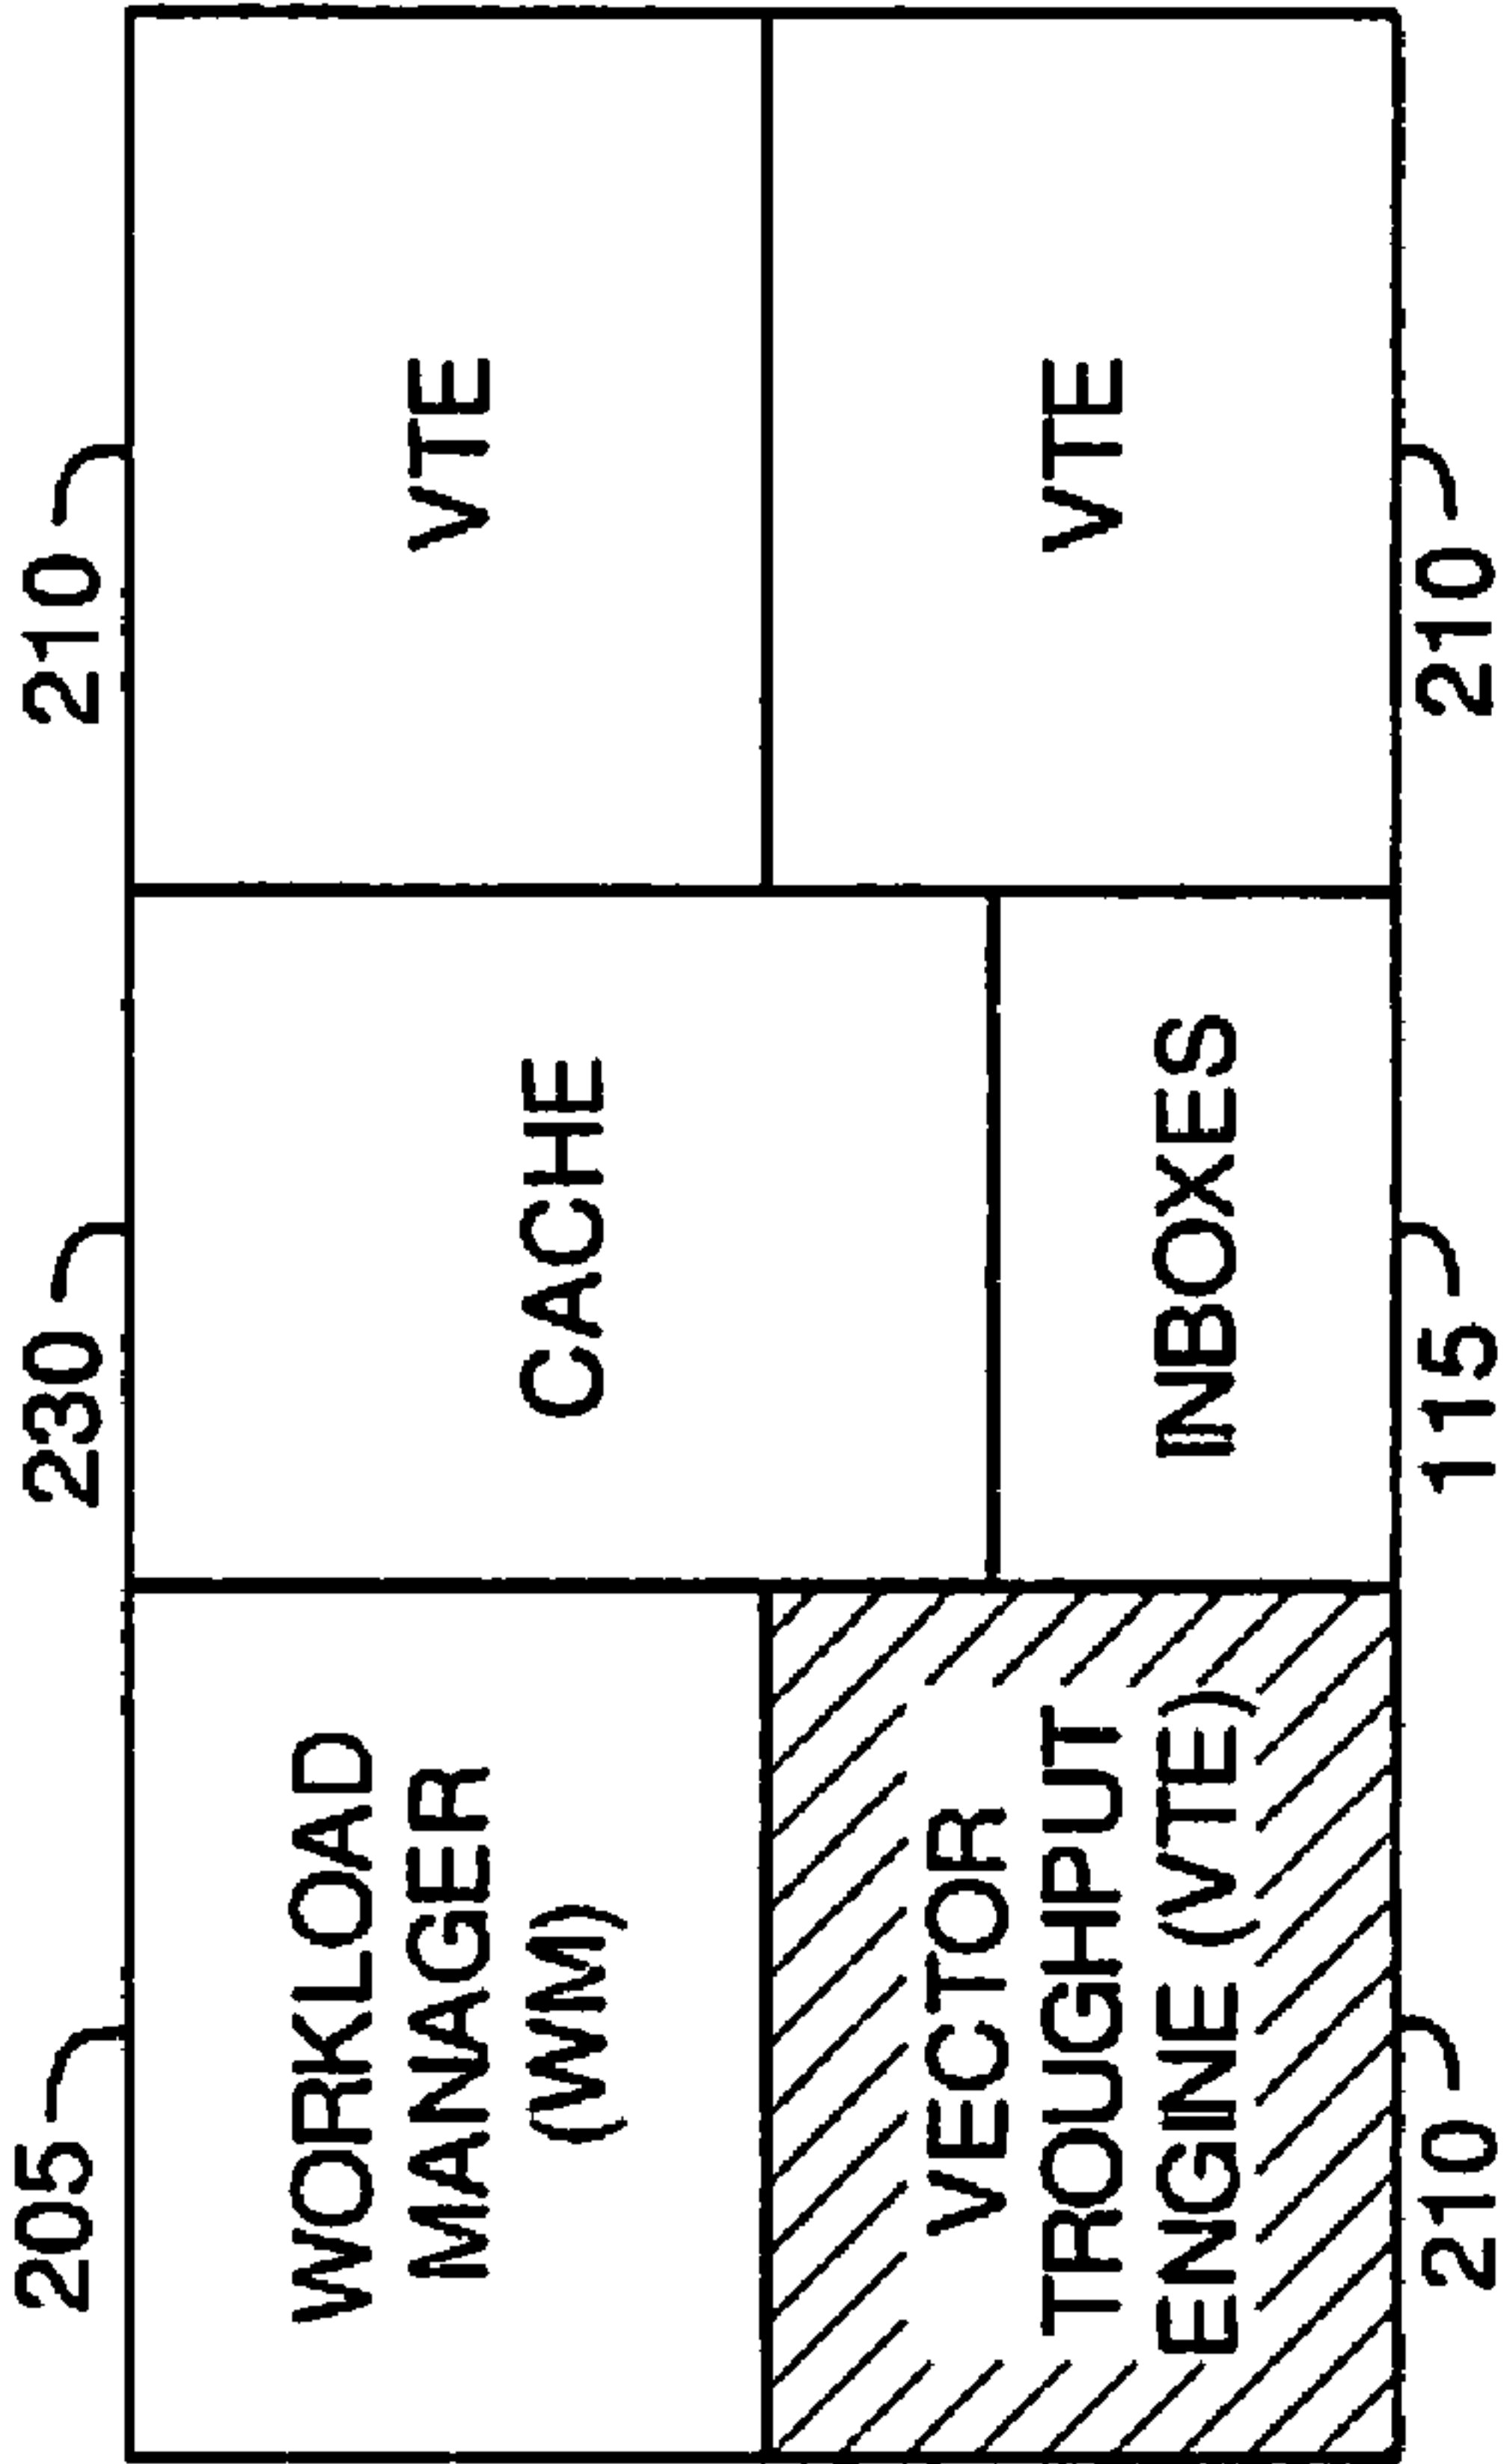 205
230
210
WORKLOAD
MANAGER
(WM)
CACHE
VTE
VECTOR
TROUGHPUT
ENGINE (VTE)
INBOXES
VTE
210
115
210